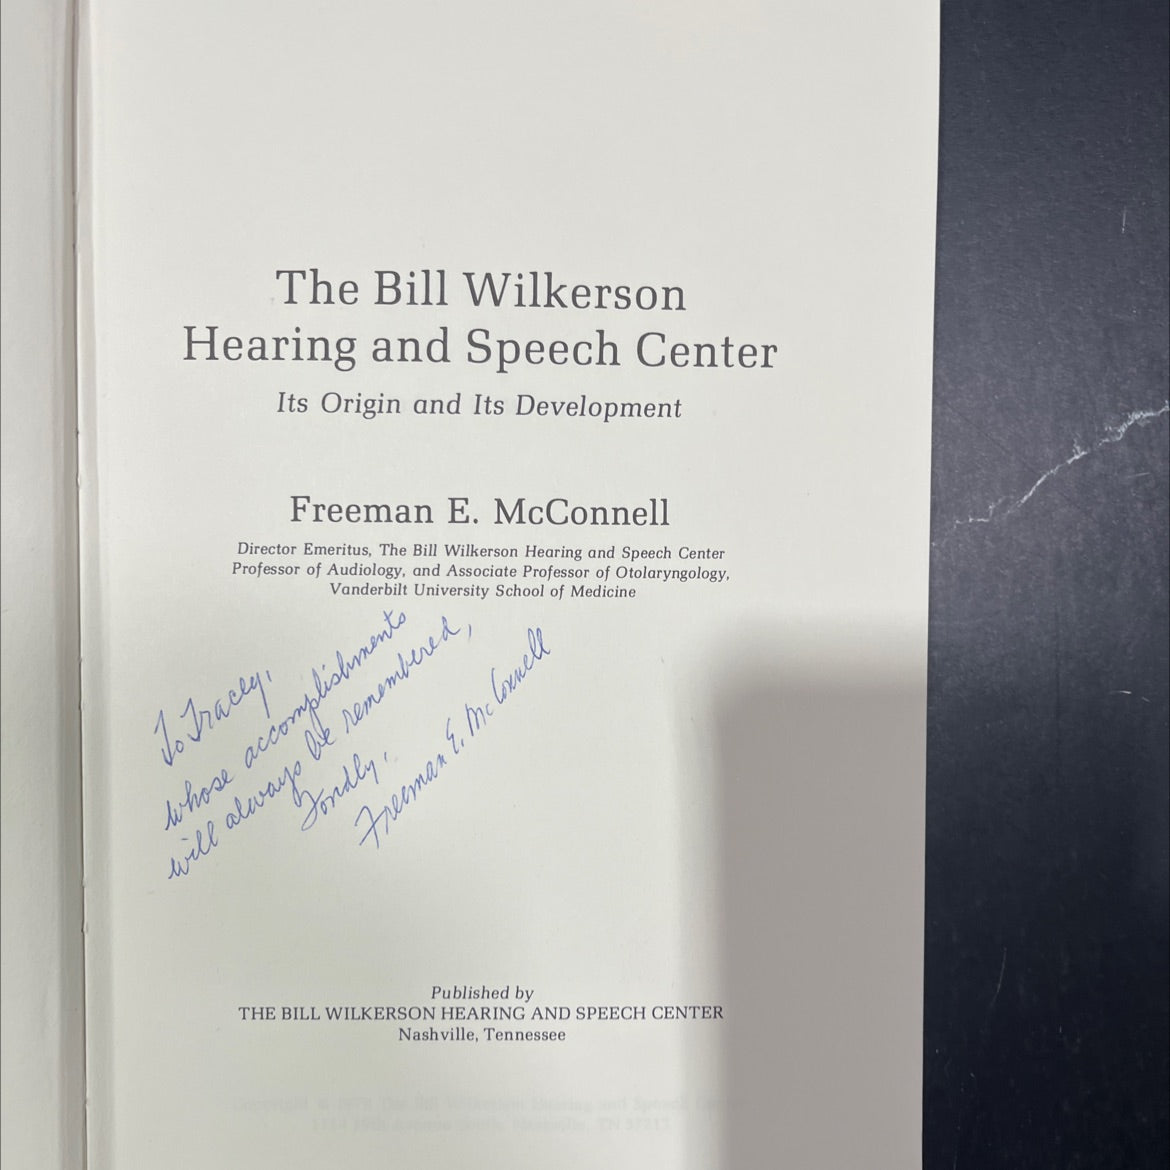 The Bill Wilkerson
Hearing and Speech Center
Its Origin and Its Development
Freeman E. McConnell
Director Emeritus, The Bill Wilkerson Hearing and Speech Center
Professor of Audiology, and Associate Professor of Otolaryngology,
Vanderbilt University School of Medicine
To Tracey,
whose accomplishments
will always be remembered,
Fondly,
Freeman E. McConnell
Published by
THE BILL WILKERSON HEARING AND SPEECH CENTER
Nashville, Tennessee